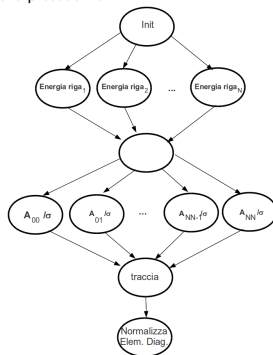 Init
Energia riga1 Energia riga2 ... Energia rigaN
A00 /σ A01 /σ ... ANN-1/σ ANN /σ
traccia
Normalizza
Elem. Diag.